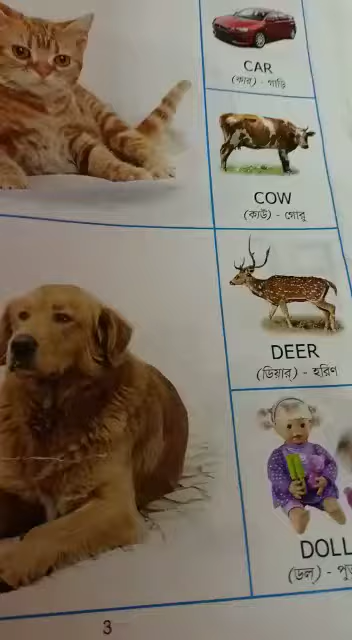 CAR
(কার্) - গাড়ি
COW
(কাউ) - গোরু
DEER
(ডিয়ার্) - হরিণ
DOLL
(ডল্) -
3